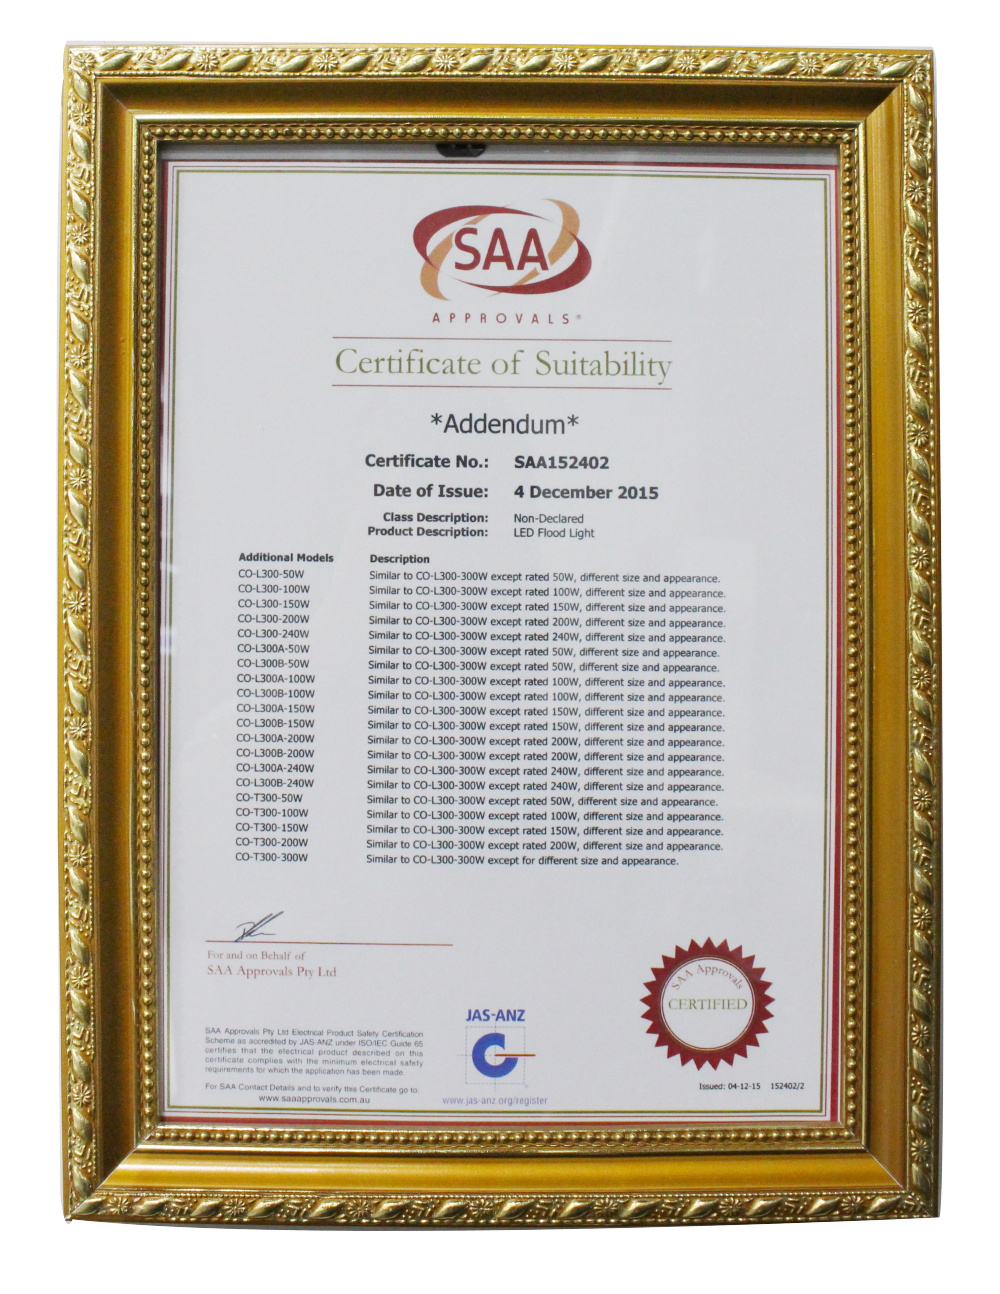 SAA
APPROVALS®
Certificate of Suitability
*Addendum*
Certificate No.: SAA152402
Date of Issue: 4 December 2015
Class Description: Non-Declared
Product Description: LED Flood Light
Additional Models Description
CO-L300-50W Similar to CO-L300-300W except rated 50W, different size and appearance.
CO-L300-100W Similar to CO-L300-300W except rated 100W, different size and appearance.
CO-L300-150W Similar to CO-L300-300W except rated 150W, different size and appearance.
CO-L300-200W Similar to CO-L300-300W except rated 200W, different size and appearance.
CO-L300-240W Similar to CO-L300-300W except rated 240W, different size and appearance.
CO-L300A-50W Similar to CO-L300-300W except rated 50W, different size and appearance.
CO-L300B-50W Similar to CO-L300-300W except rated 50W, different size and appearance.
CO-L300A-100W Similar to CO-L300-300W except rated 100W, different size and appearance.
CO-L300B-100W Similar to CO-L300-300W except rated 100W, different size and appearance.
CO-L300A-150W Similar to CO-L300-300W except rated 150W, different size and appearance.
CO-L300B-150W Similar to CO-L300-300W except rated 150W, different size and appearance.
CO-L300A-200W Similar to CO-L300-300W except rated 200W, different size and appearance.
CO-L300B-200W Similar to CO-L300-300W except rated 200W, different size and appearance.
CO-L300A-240W Similar to CO-L300-300W except rated 240W, different size and appearance.
CO-L300B-240W Similar to CO-L300-300W except rated 240W, different size and appearance.
CO-T300-50W Similar to CO-L300-300W except rated 50W, different size and appearance.
CO-T300-100W Similar to CO-L300-300W except rated 100W, different size and appearance.
CO-T300-150W Similar to CO-L300-300W except rated 150W, different size and appearance.
CO-T300-200W Similar to CO-L300-300W except rated 200W, different size and appearance.
CO-T300-300W Similar to CO-L300-300W except for different size and appearance.
For and on Behalf of
SAA Approvals Pty Ltd
SAA Approvals Pty Ltd Electrical Product Safety Certification
Scheme as accredited by JAS-ANZ under ISO/IEC Guide 65
certifies that the electrical product described on this
certificate complies with the minimum electrical safety
requirements for which the application has been made.
For SAA Contact Details and to verify this Certificate go to:
www.saaapprovals.com.au
JAS-ANZ
www.jas-anz.org/register
SAA Approvals
CERTIFIED
Issued: 04-12-15 152402/2